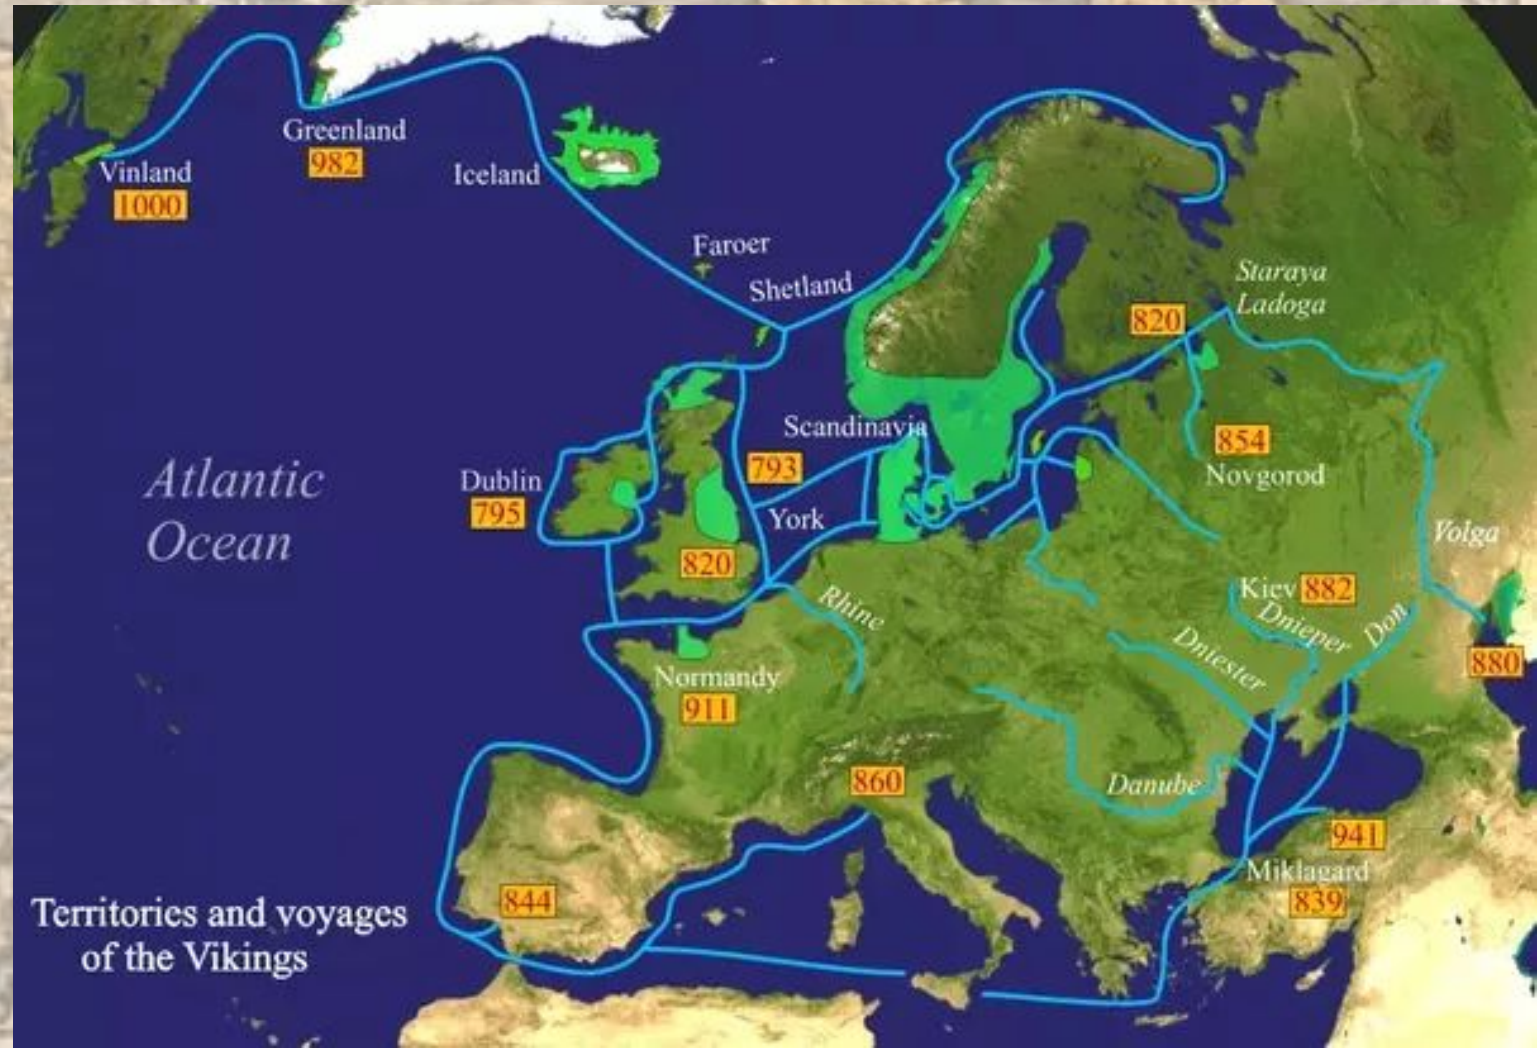 Greenland
982
Vinland
1000
Iceland
Faroer
Shetland
Staraya
Ladoga
820
Scandinavia
793
854
Novgorod
Dublin
795
York
Atlantic
Ocean
820
Volga
Kiev 882
Rhine
Dnieper
Don
Dniester
880
Normandy
911
860
Danube
941
Miklagard
839
844
Territories and voyages
of the Vikings